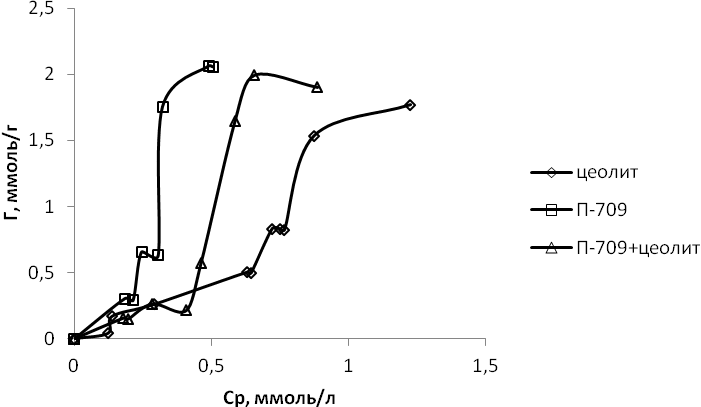 2,5
2
1,5
1
0,5
0
Г, ммоль/г
0
0,5
1
1,5
Ср, ммоль/л
цеолит
П-709
П-709+цеолит